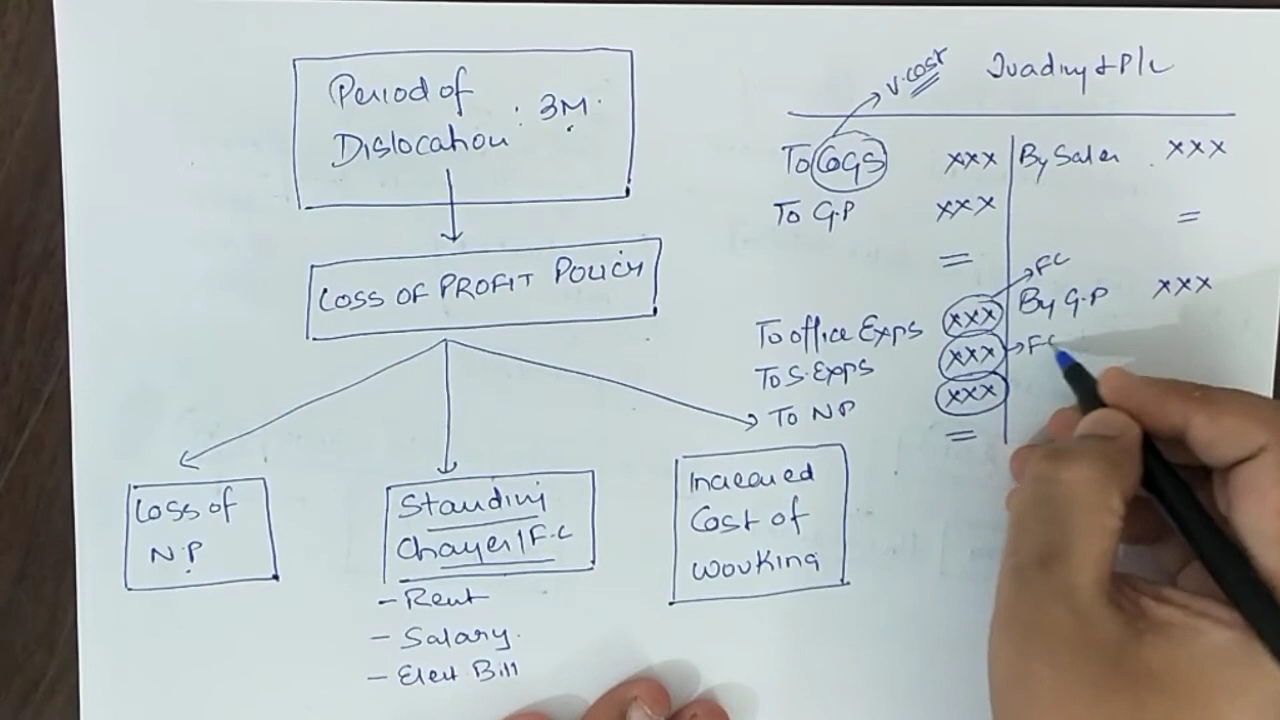 Period of
Dislocation : 3M.
LOSS OF PROFIT POLICY
Loss of
N.P
Standing
Charges/F.C
- Rent
- Salary.
- Elect Bill
Increased
Cost of
working
V.COST
Trading & P/L
To COGS xxx By Sales xxx
To G.P xxx
=
=
FC
By G.P xxx
To office Exps xxx
To S.Exps xxx FC
To NP xxx
=